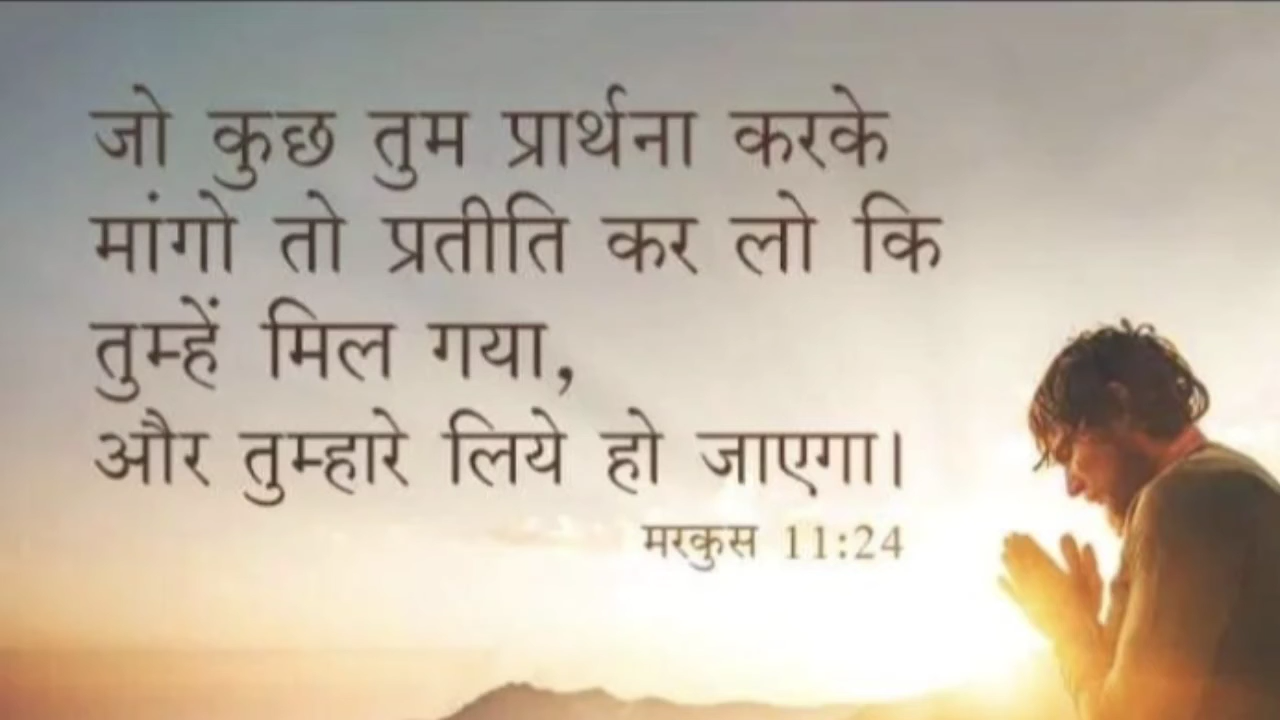 जो कुछ तुम प्रार्थना करके
मांगो तो प्रतीति कर लो कि
तुम्हें मिल गया,
और तुम्हारे लिये हो जाएगा।
मरकुस 11:24